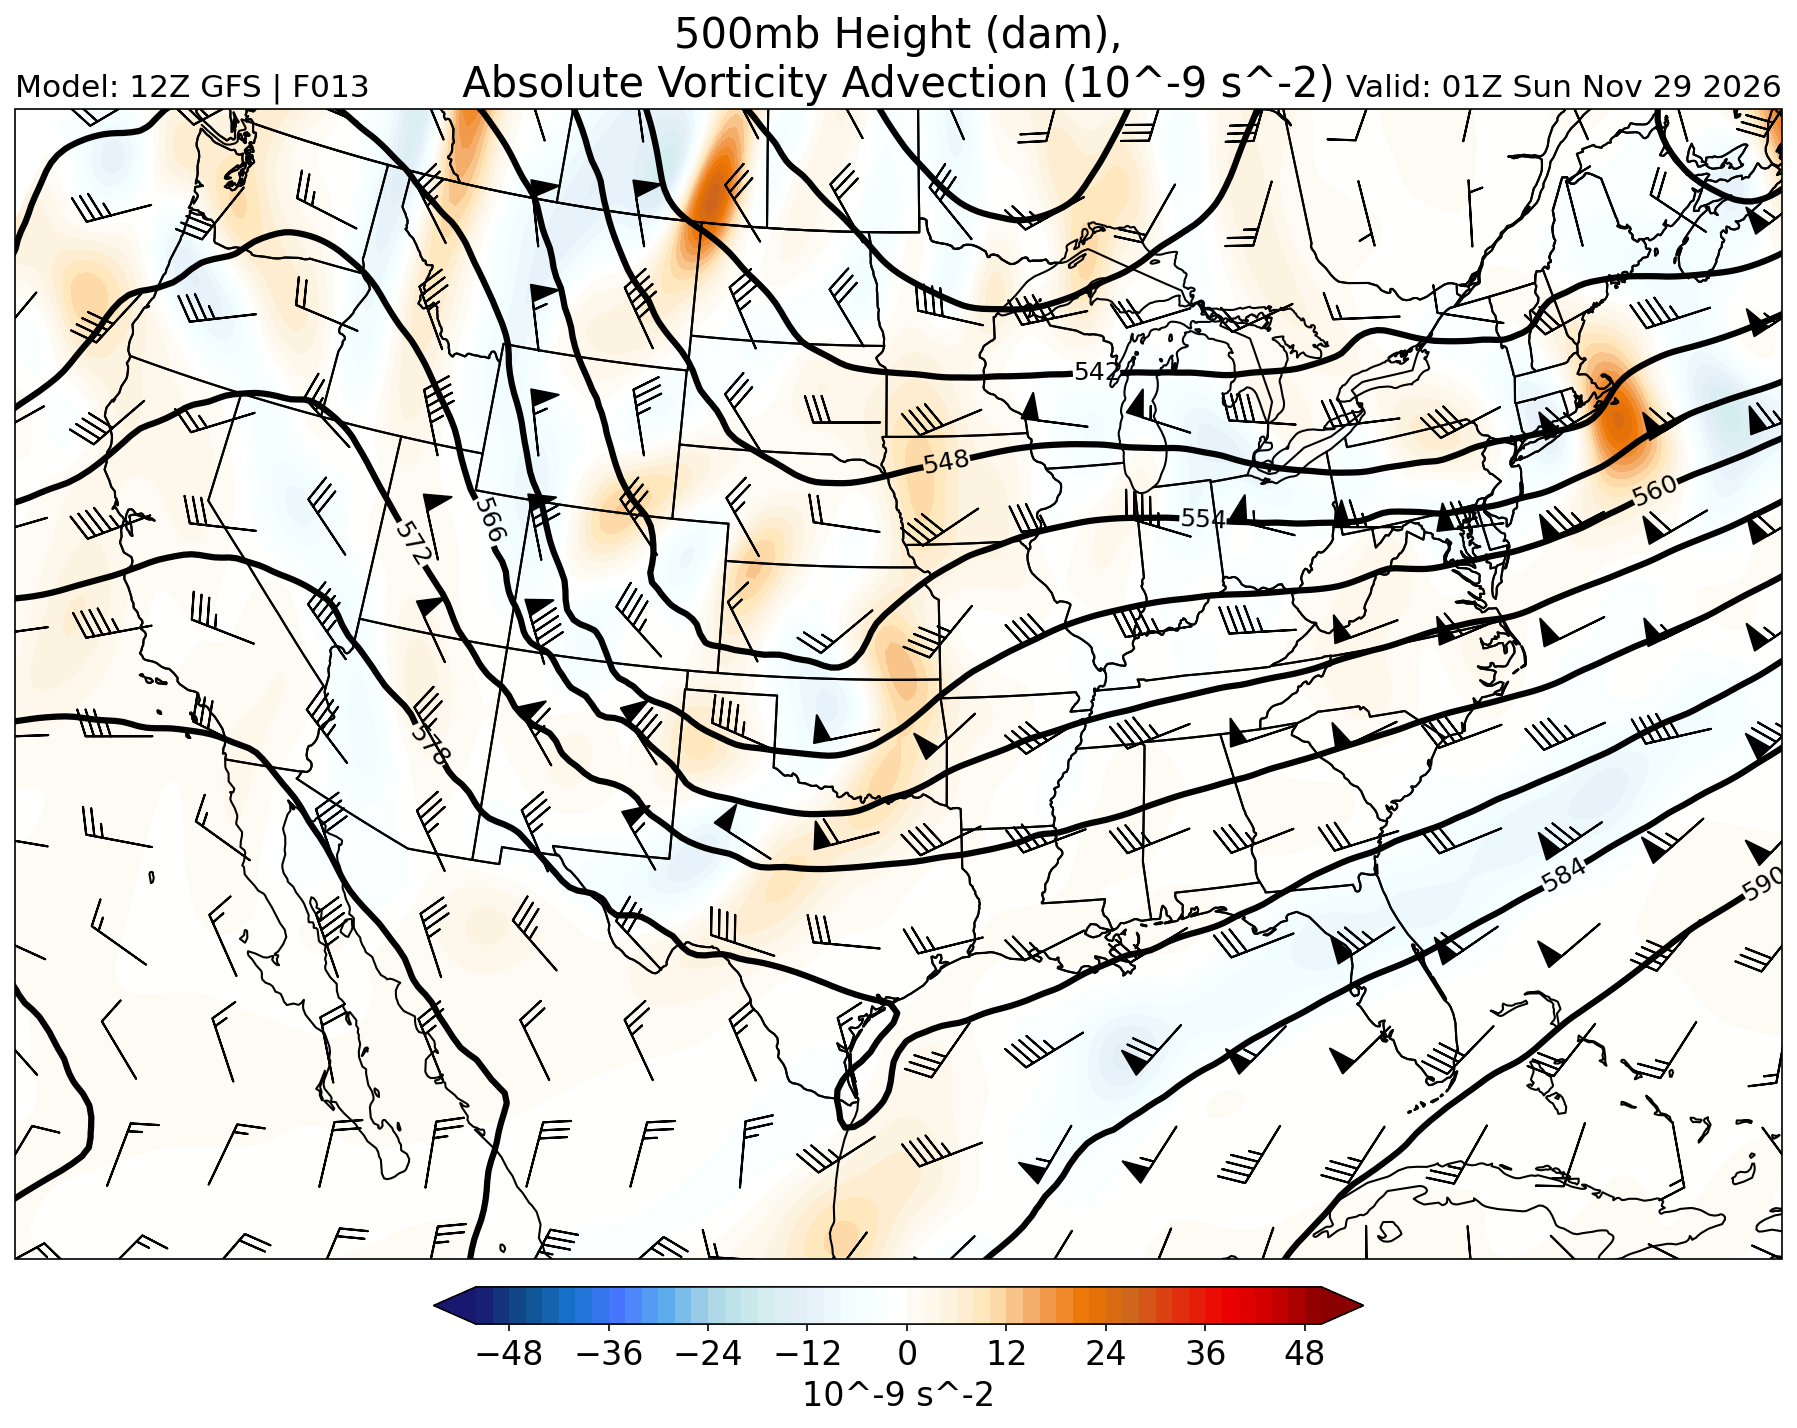 500mb Height (dam),
Model: 12Z GFS | F013
Absolute Vorticity Advection (10^-9 s^-2)
Valid: 01Z Sun Nov 29 2026
542
548
554
560
566
572
578
584
590
−48 −36 −24 −12 0 12 24 36 48
10^-9 s^-2